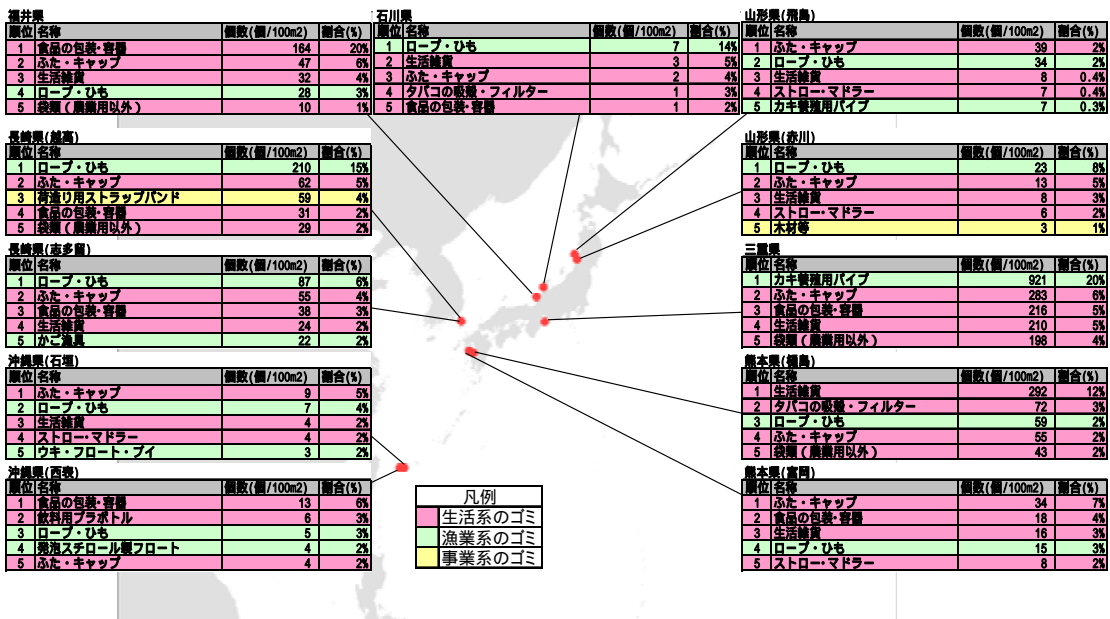 福井県
順位 名称 個数(個/100m2) 割合(%)
1 食品の包装・容器 164 20%
2 ふた・キャップ 47 6%
3 生活雑貨 32 4%
4 ロープ・ひも 28 3%
5 袋類(農業用以外) 10 1%
石川県
順位 名称 個数(個/100m2) 割合(%)
1 ロープ・ひも 7 14%
2 生活雑貨 3 5%
3 ふた・キャップ 2 4%
4 タバコの吸殻・フィルター 1 3%
5 食品の包装・容器 1 2%
山形県(飛島)
順位 名称 個数(個/100m2) 割合(%)
1 ふた・キャップ 39 2%
2 ロープ・ひも 34 2%
3 生活雑貨 8 0.4%
4 ストロー・マドラー 7 0.4%
5 カキ養殖用パイプ 7 0.3%
長崎県(越高)
順位 名称 個数(個/100m2) 割合(%)
1 ロープ・ひも 210 15%
2 ふた・キャップ 62 5%
3 荷造り用ストラップバンド 59 4%
4 食品の包装・容器 31 2%
5 袋類(農業用以外) 29 2%
山形県(赤川)
順位 名称 個数(個/100m2) 割合(%)
1 ロープ・ひも 23 8%
2 ふた・キャップ 13 5%
3 生活雑貨 8 3%
4 ストロー・マドラー 6 2%
5 木材等 3 1%
長崎県(志多留)
順位 名称 個数(個/100m2) 割合(%)
1 ロープ・ひも 87 6%
2 ふた・キャップ 55 4%
3 食品の包装・容器 38 3%
4 生活雑貨 24 2%
5 かご漁具 22 2%
三重県
順位 名称 個数(個/100m2) 割合(%)
1 カキ養殖用パイプ 921 20%
2 ふた・キャップ 283 6%
3 食品の包装・容器 216 5%
4 生活雑貨 210 5%
5 袋類(農業用以外) 198 4%
沖縄県(石垣)
順位 名称 個数(個/100m2) 割合(%)
1 ふた・キャップ 9 5%
2 ロープ・ひも 7 4%
3 生活雑貨 4 2%
4 ストロー・マドラー 4 2%
5 ウキ・フロート・ブイ 3 2%
熊本県(樋島)
順位 名称 個数(個/100m2) 割合(%)
1 生活雑貨 292 12%
2 タバコの吸殻・フィルター 72 3%
3 ロープ・ひも 59 2%
4 ふた・キャップ 55 2%
5 袋類(農業用以外) 43 2%
沖縄県(西表)
順位 名称 個数(個/100m2) 割合(%)
1 食品の包装・容器 13 6%
2 飲料用プラボトル 6 3%
3 ロープ・ひも 5 3%
4 発泡スチロール製フロート 4 2%
5 ふた・キャップ 4 2%
熊本県(富岡)
順位 名称 個数(個/100m2) 割合(%)
1 ふた・キャップ 34 7%
2 食品の包装・容器 18 4%
3 生活雑貨 16 3%
4 ロープ・ひも 15 3%
5 ストロー・マドラー 8 2%
凡例
生活系のゴミ
漁業系のゴミ
事業系のゴミ